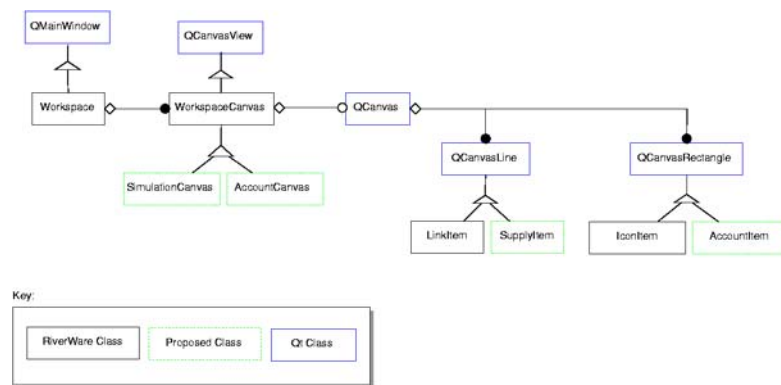 QMainWindow
QCanvasView
Workspace
WorkspaceCanvas
QCanvas
QCanvasLine
QCanvasRectangle
SimulationCanvas
AccountCanvas
LinkItem
SupplyItem
IconItem
AccountItem
Key:
RiverWare Class
Proposed Class
Qt Class